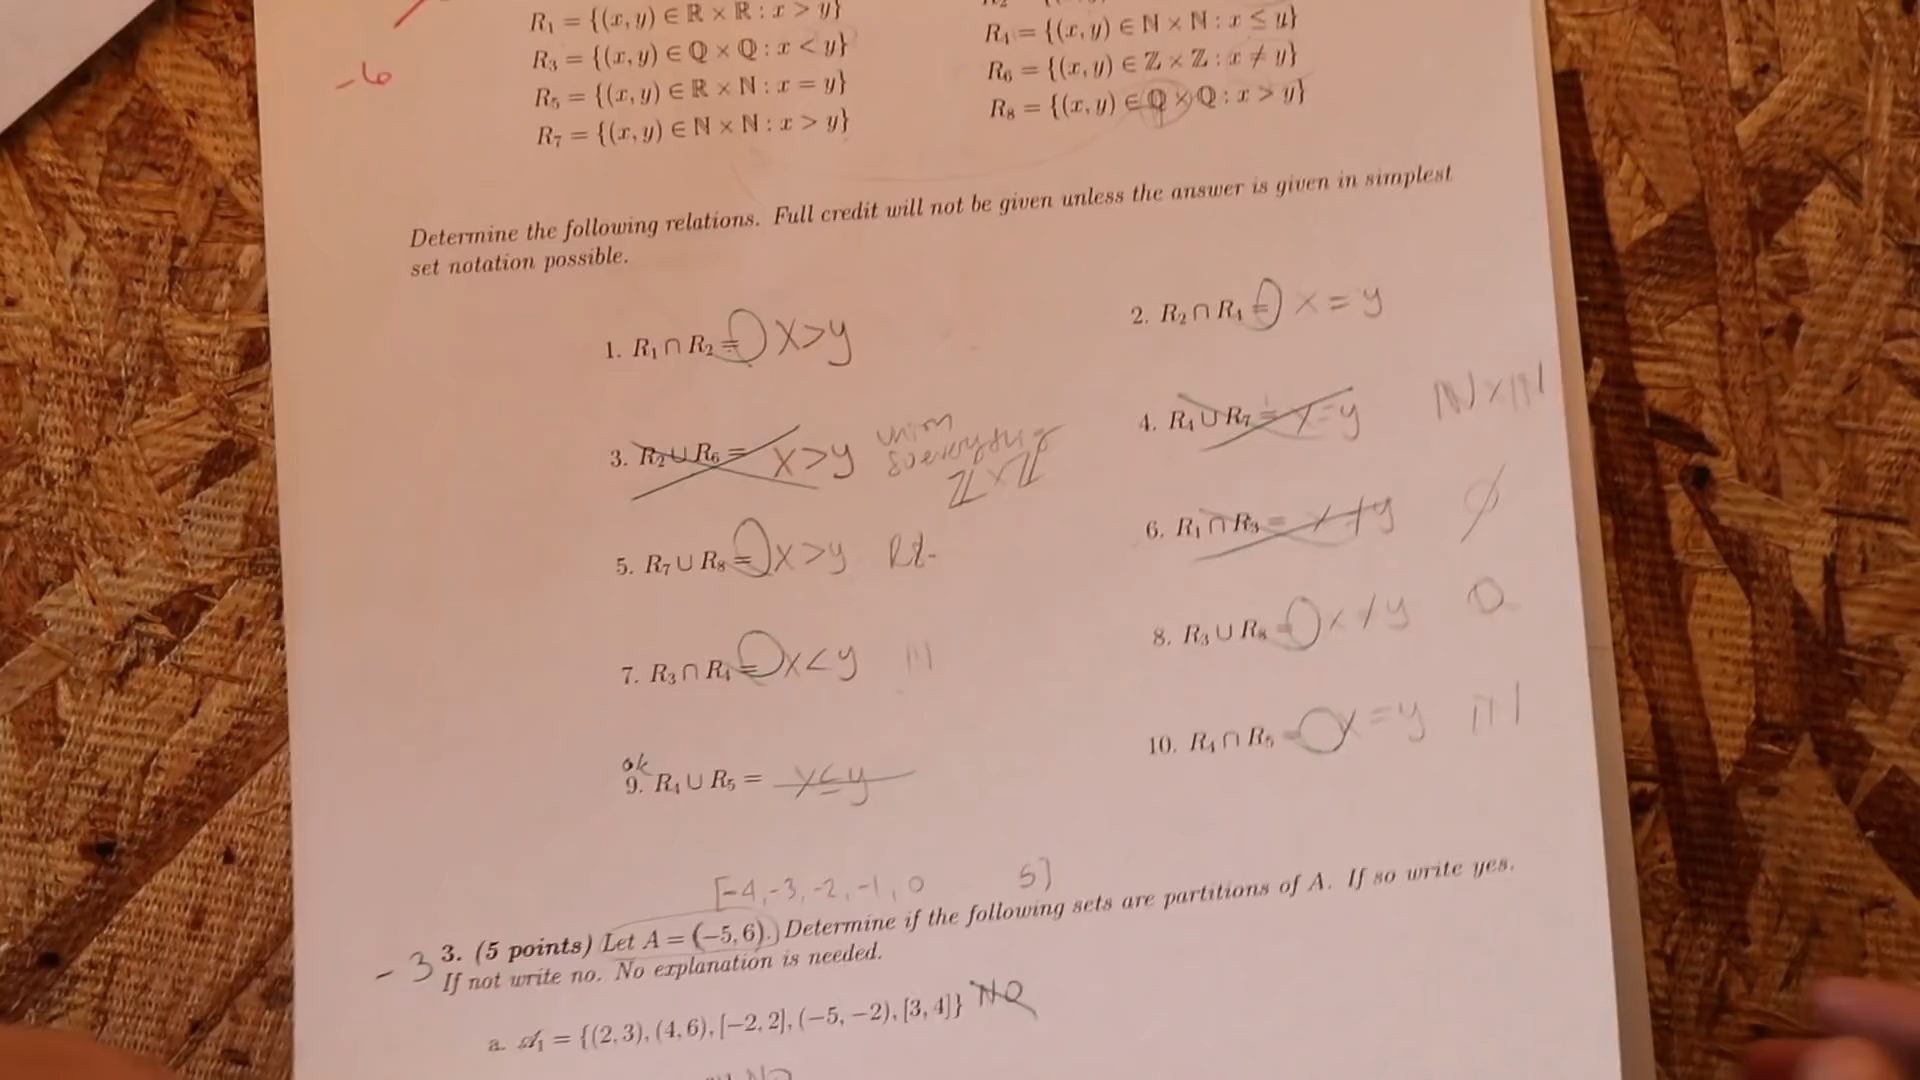 R₁ = {(x, y) ∈ ℝ × ℝ : x > y}
R₃ = {(x, y) ∈ ℚ × ℚ : x < y}
R₄ = {(x, y) ∈ ℕ × ℕ : x ≤ y}
-6
R₅ = {(x, y) ∈ ℝ × ℕ : x = y}
R₆ = {(x, y) ∈ ℤ × ℤ : x ≠ y}
R₇ = {(x, y) ∈ ℕ × ℕ : x > y}
R₈ = {(x, y) ∈ ℚ × ℚ : x > y}
Determine the following relations. Full credit will not be given unless the answer is given in simplest
set notation possible.
1. R₁ ∩ R₂ = x>y
2. R₂ ∩ R₄ = x = y
3. R₂ ∪ R₆ = x>y union
so everything
ℤ×ℤ
4. R₄ ∪ R₇ = x=y ℕ×ℕ
5. R₇ ∪ R₈ = x>y
6. R₁ ∩ R₃ = x≠y ∅
7. R₃ ∩ R₄ = x<y
8. R₃ ∪ R₈ = x≠y
ok
9. R₄ ∪ R₅ = x≤y
10. R₄ ∩ R₅ = x=y
[-4,-3,-2,-1,0 5]
-3 3. (5 points) Let A = (−5, 6). Determine if the following sets are partitions of A. If so write yes.
If not write no. No explanation is needed.
a. 𝒜₁ = {(2, 3), (4, 6), [−2, 2], (−5, −2), [3, 4]} NO